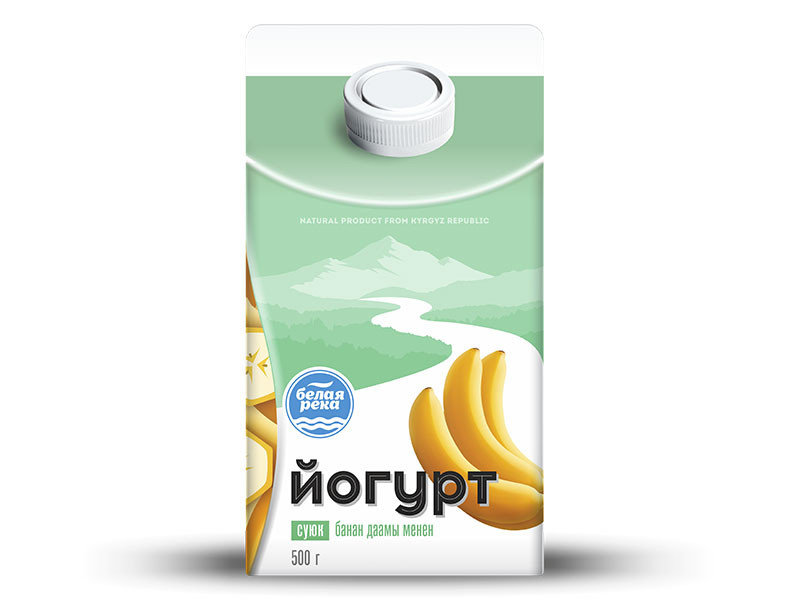 NATURAL PRODUCT FROM KYRGYZ REPUBLIC
белая
река
йогурт
суюк банан даамы менен
500 г